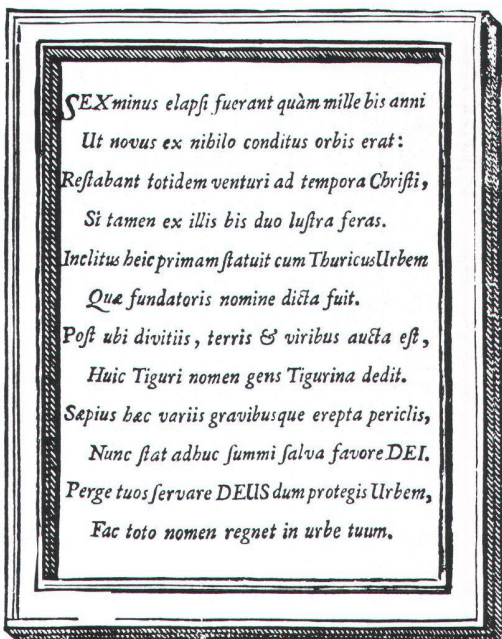 SEX minus elapſi fuerant quàm mille bis anni
Ut novus ex nibilo conditus orbis erat:
Reſtabant totidem venturi ad tempora Chriſti,
Si tamen ex illis bis duo luſtra feras.
Inclitus heic primam ſtatuit cum Thuricus Urbem
Quæ fundatoris nomine dicta fuit.
Poſt ubi divitiis, terris & viribus aucta eſt,
Huic Tiguri nomen gens Tigurina dedit.
Sæpius hæc variis gravibusque erepta periclis,
Nunc ſtat adhuc ſummi ſalva favore DEI.
Perge tuos ſervare DEUS dum protegis Urbem,
Fac toto nomen regnet in urbe tuum.